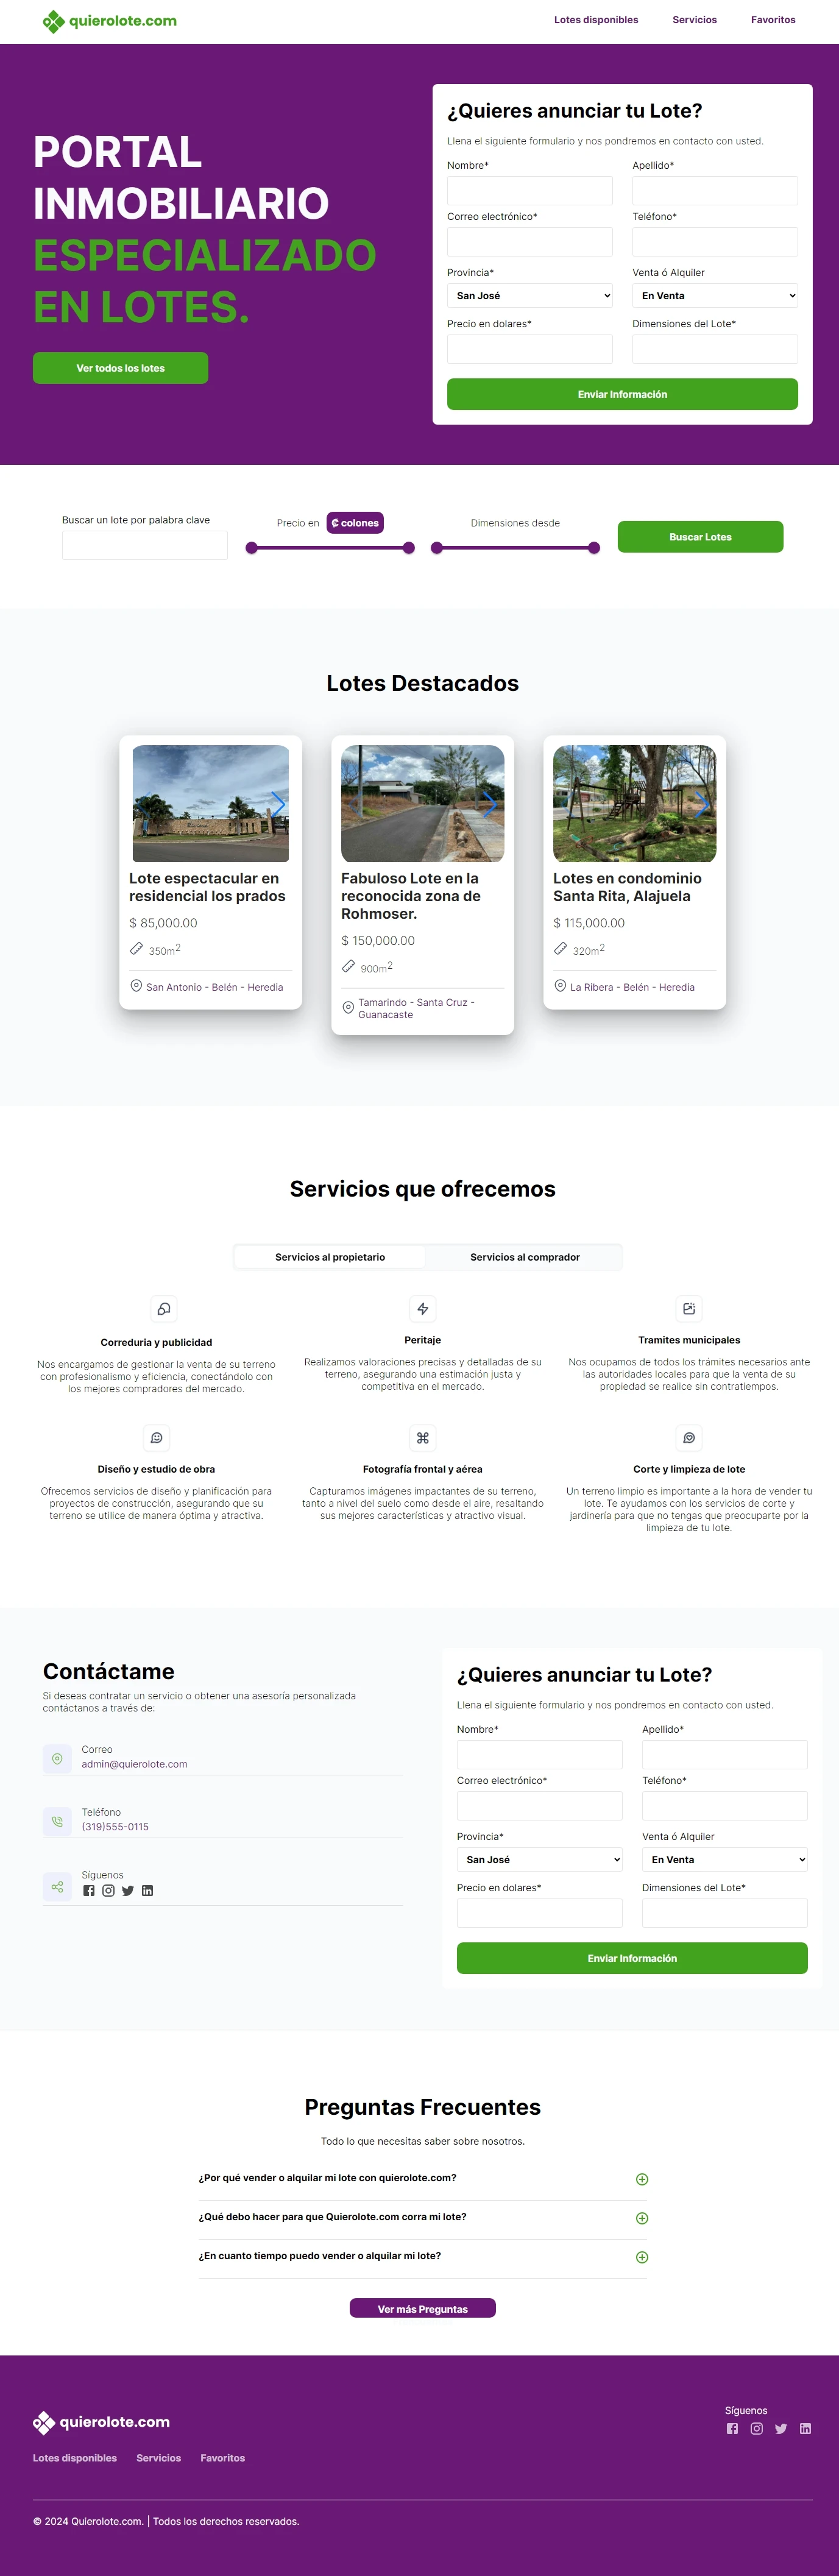 quierolote.com
Lotes disponibles
Servicios
Favoritos
PORTAL
INMOBILIARIO
ESPECIALIZADO
EN LOTES.
Ver todos los lotes
¿Quieres anunciar tu Lote?
Llena el siguiente formulario y nos pondremos en contacto con usted.
Nombre*
Apellido*
Correo electrónico*
Teléfono*
Provincia*
Venta ó Alquiler
San José
En Venta
Precio en dolares*
Dimensiones del Lote*
Enviar Información
Buscar un lote por palabra clave
Precio en
₡ colones
Dimensiones desde
Buscar Lotes
Lotes Destacados
Lote espectacular en
residencial los prados
$ 85,000.00
350m2
San Antonio - Belén - Heredia
Fabuloso Lote en la
reconocida zona de
Rohmoser.
$ 150,000.00
900m2
Tamarindo - Santa Cruz -
Guanacaste
Lotes en condominio
Santa Rita, Alajuela
$ 115,000.00
320m2
La Ribera - Belén - Heredia
Servicios que ofrecemos
Servicios al propietario
Servicios al comprador
Correduria y publicidad
Nos encargamos de gestionar la venta de su terreno
con profesionalismo y eficiencia, conectándolo con
los mejores compradores del mercado.
Peritaje
Realizamos valoraciones precisas y detalladas de su
terreno, asegurando una estimación justa y
competitiva en el mercado.
Tramites municipales
Nos ocupamos de todos los trámites necesarios ante
las autoridades locales para que la venta de su
propiedad se realice sin contratiempos.
Diseño y estudio de obra
Ofrecemos servicios de diseño y planificación para
proyectos de construcción, asegurando que su
terreno se utilice de manera óptima y atractiva.
Fotografía frontal y aérea
Capturamos imágenes impactantes de su terreno,
tanto a nivel del suelo como desde el aire, resaltando
sus mejores características y atractivo visual.
Corte y limpieza de lote
Un terreno limpio es importante a la hora de vender tu
lote. Te ayudamos con los servicios de corte y
jardinería para que no tengas que preocuparte por la
limpieza de tu lote.
Contáctame
Si deseas contratar un servicio o obtener una asesoría personalizada
contáctanos a través de:
Correo
admin@quierolote.com
Teléfono
(319)555-0115
Síguenos
¿Quieres anunciar tu Lote?
Llena el siguiente formulario y nos pondremos en contacto con usted.
Nombre*
Apellido*
Correo electrónico*
Teléfono*
Provincia*
Venta ó Alquiler
San José
En Venta
Precio en dolares*
Dimensiones del Lote*
Enviar Información
Preguntas Frecuentes
Todo lo que necesitas saber sobre nosotros.
¿Por qué vender o alquilar mi lote con quierolote.com?
¿Qué debo hacer para que Quierolote.com corra mi lote?
¿En cuanto tiempo puedo vender o alquilar mi lote?
Ver más Preguntas
quierolote.com
Síguenos
Lotes disponibles
Servicios
Favoritos
© 2024 Quierolote.com. | Todos los derechos reservados.